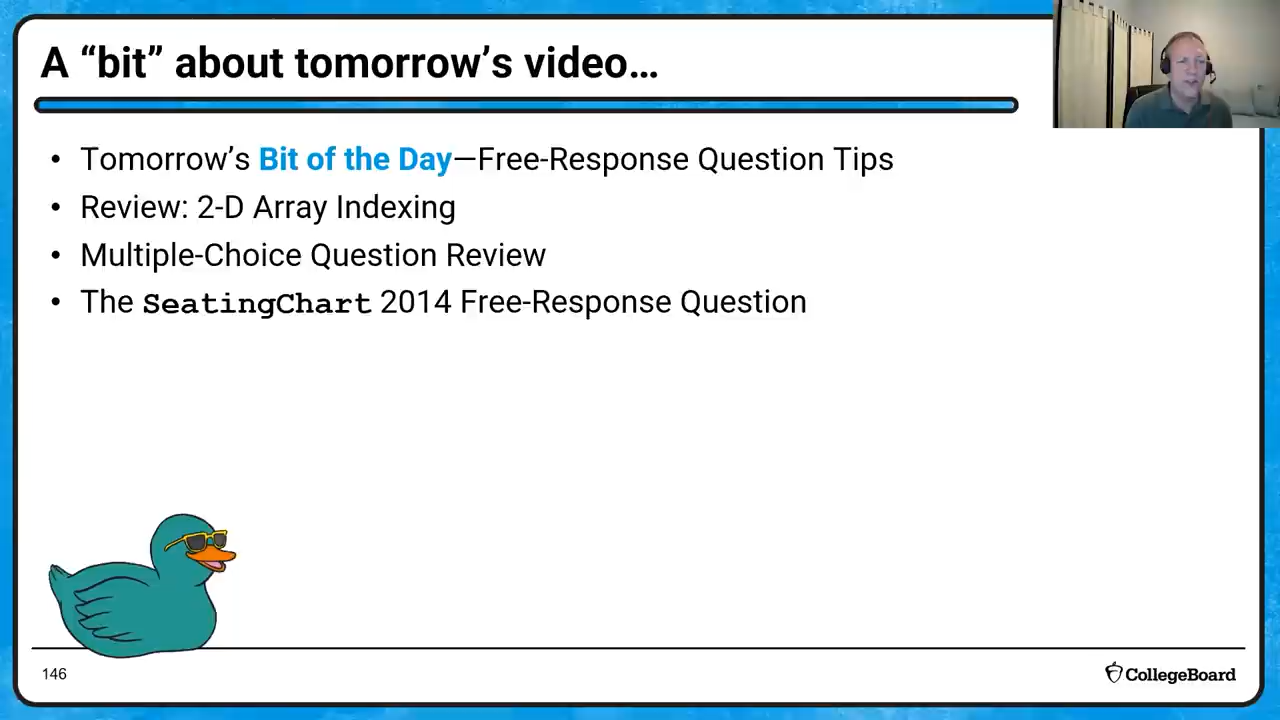 A “bit” about tomorrow’s video…
• Tomorrow’s Bit of the Day—Free-Response Question Tips
• Review: 2-D Array Indexing
• Multiple-Choice Question Review
• The SeatingChart 2014 Free-Response Question
146
CollegeBoard